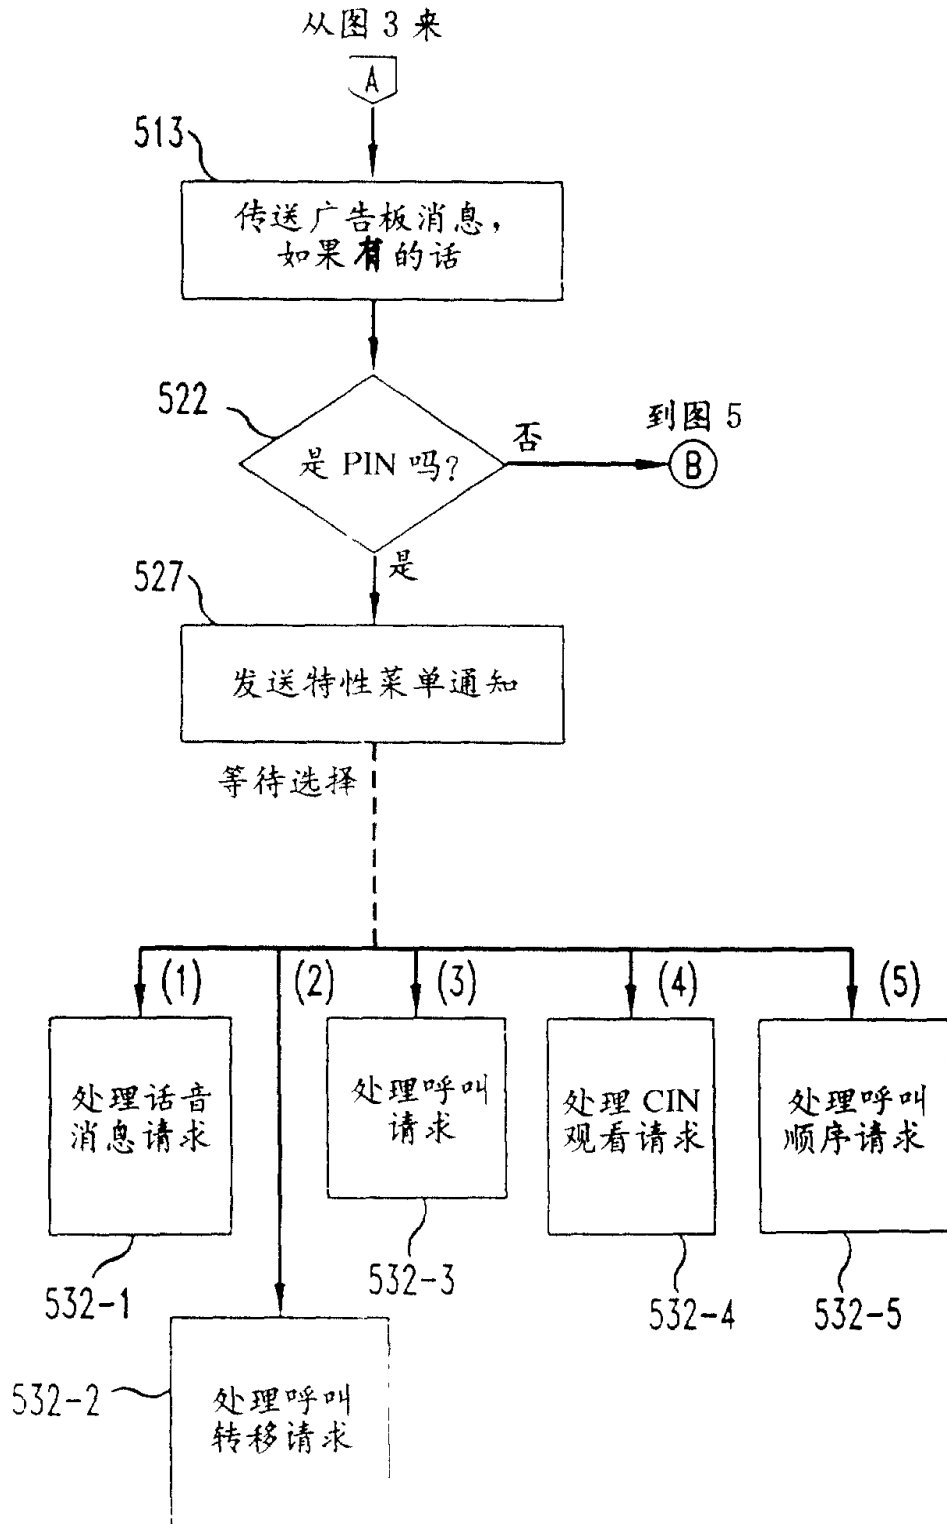 从图 3 来
A
513
传送广告板消息,
如果有的话
522
是 PIN 吗?
否
到图 5
B
是
527
发送特性菜单通知
等待选择
(1)
(2)
(3)
(4)
(5)
处理话音
消息请求
处理呼叫
请求
处理 CIN
观看请求
处理呼叫
顺序请求
532-1
532-3
532-4
532-5
532-2
处理呼叫
转移请求